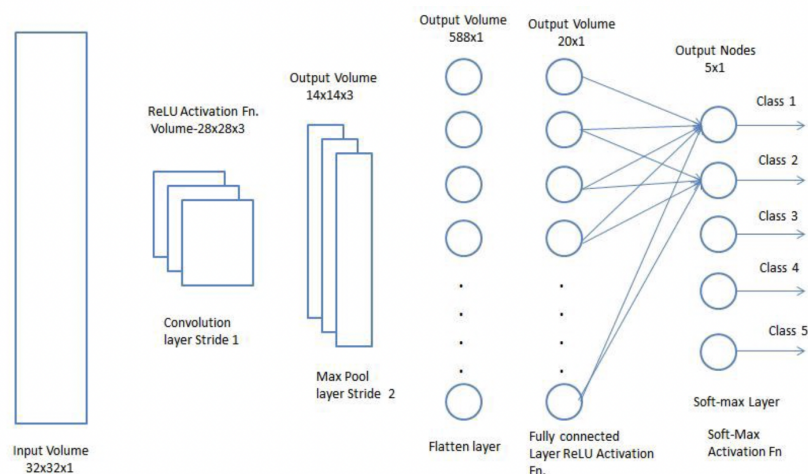 Input Volume
32x32x1
ReLU Activation Fn.
Volume-28x28x3
Convolution
layer Stride 1
Output Volume
14x14x3
Max Pool
layer Stride  2
Output Volume
588x1
Flatten layer
Output Volume
20x1
Fully  connected
Layer ReLU Activation
Fn.
Output Nodes
5x1
Class 1
Class 2
Class 3
Class 4
Class 5
Soft-max Layer
Soft-Max
Activation Fn